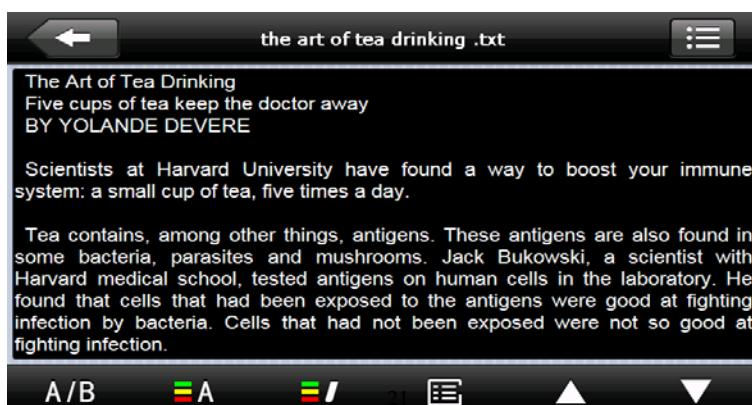 the art of tea drinking .txt
The Art of Tea Drinking
Five cups of tea keep the doctor away
BY YOLANDE DEVERE
Scientists at Harvard University have found a way to boost your immune
system: a small cup of tea, five times a day.
Tea contains, among other things, antigens. These antigens are also found in
some bacteria, parasites and mushrooms. Jack Bukowski, a scientist with
Harvard medical school, tested antigens on human cells in the laboratory. He
found that cells that had been exposed to the antigens were good at fighting
infection by bacteria. Cells that had not been exposed were not so good at
fighting infection.
A/B A 21